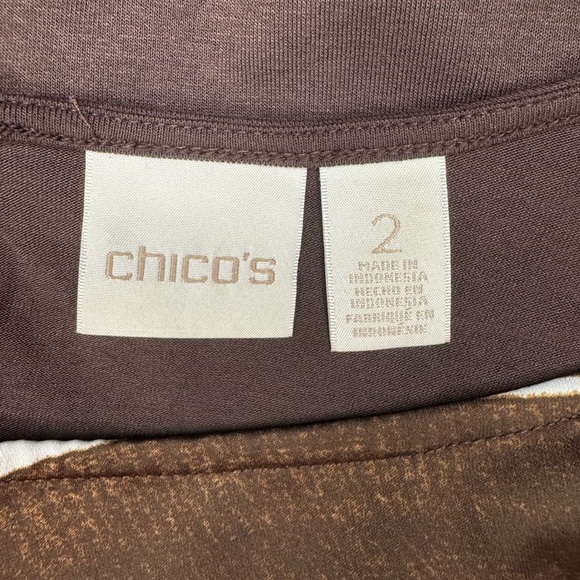 chico's
2
MADE IN
INDONESIA
HECHO EN
INDONESIA
FABRIQUÉ EN
INDONÉSIE